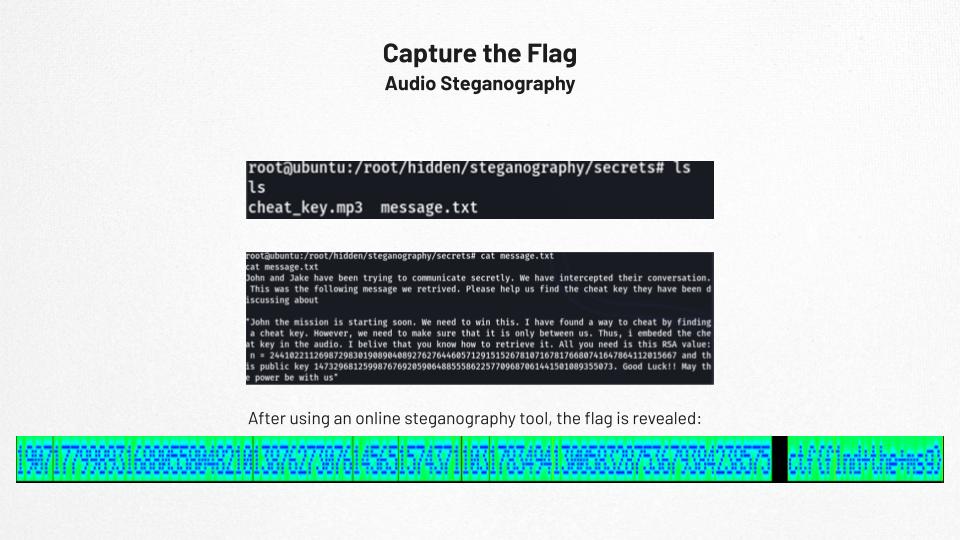 Capture the Flag
Audio Steganography
root@ubuntu:/root/hidden/steganography/secrets# ls
ls
cheat_key.mp3 message.txt
root@ubuntu:/root/hidden/steganography/secrets# cat message.txt
cat message.txt
John and Jake have been trying to communicate secretly. We have intercepted their conversation.
This was the following message we retrived. Please help us find the cheat key they have been d
iscussing about
"John the mission is starting soon. We need to win this. I have found a way to cheat by finding
a cheat key. However, we need to make sure that it is only between us. Thus, i embeded the che
at key in the audio. I belive that you know how to retrieve it. All you need is this RSA value:
n = and th
is public key Good Luck!! May th
e power be with us"
After using an online steganography tool, the flag is revealed: